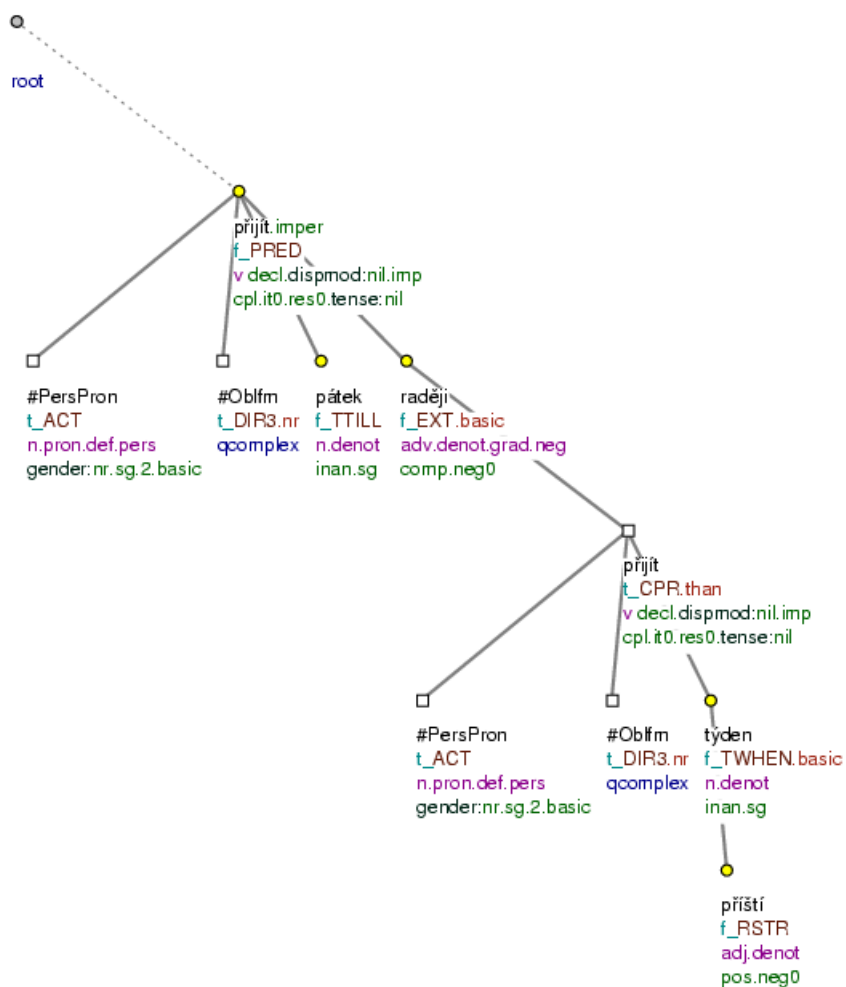 root
přijít.imper
f_PRED
v decl.dispmod:nil.imp
cpl.it0.res0.tense:nil
#PersPron
t_ACT
n.pron.def.pers
gender:nr.sg.2.basic
#Oblfm
t_DIR3.nr
qcomplex
pátek
f_TTILL
n.denot
inan.sg
raději
f_EXT.basic
adv.denot.grad.neg
comp.neg0
přijít
t_CPR.than
v decl.dispmod:nil.imp
cpl.it0.res0.tense:nil
#PersPron
t_ACT
n.pron.def.pers
gender:nr.sg.2.basic
#Oblfm
t_DIR3.nr
qcomplex
týden
f_TWHEN.basic
n.denot
inan.sg
příští
f_RSTR
adj.denot
pos.neg0